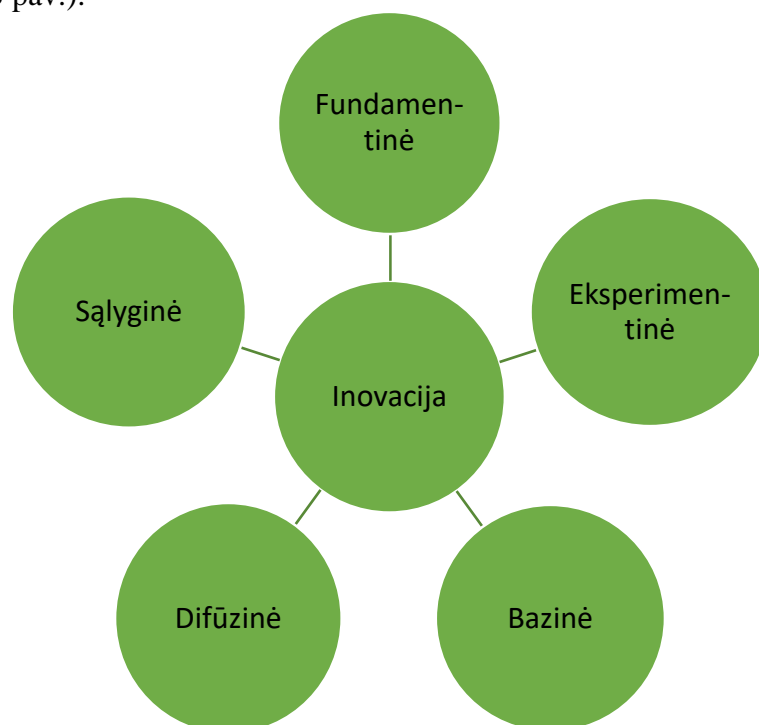 pav.).
Fundamen-
tinė
Sąlyginė
Eksperimen-
tinė
Inovacija
Difūzinė
Bazinė